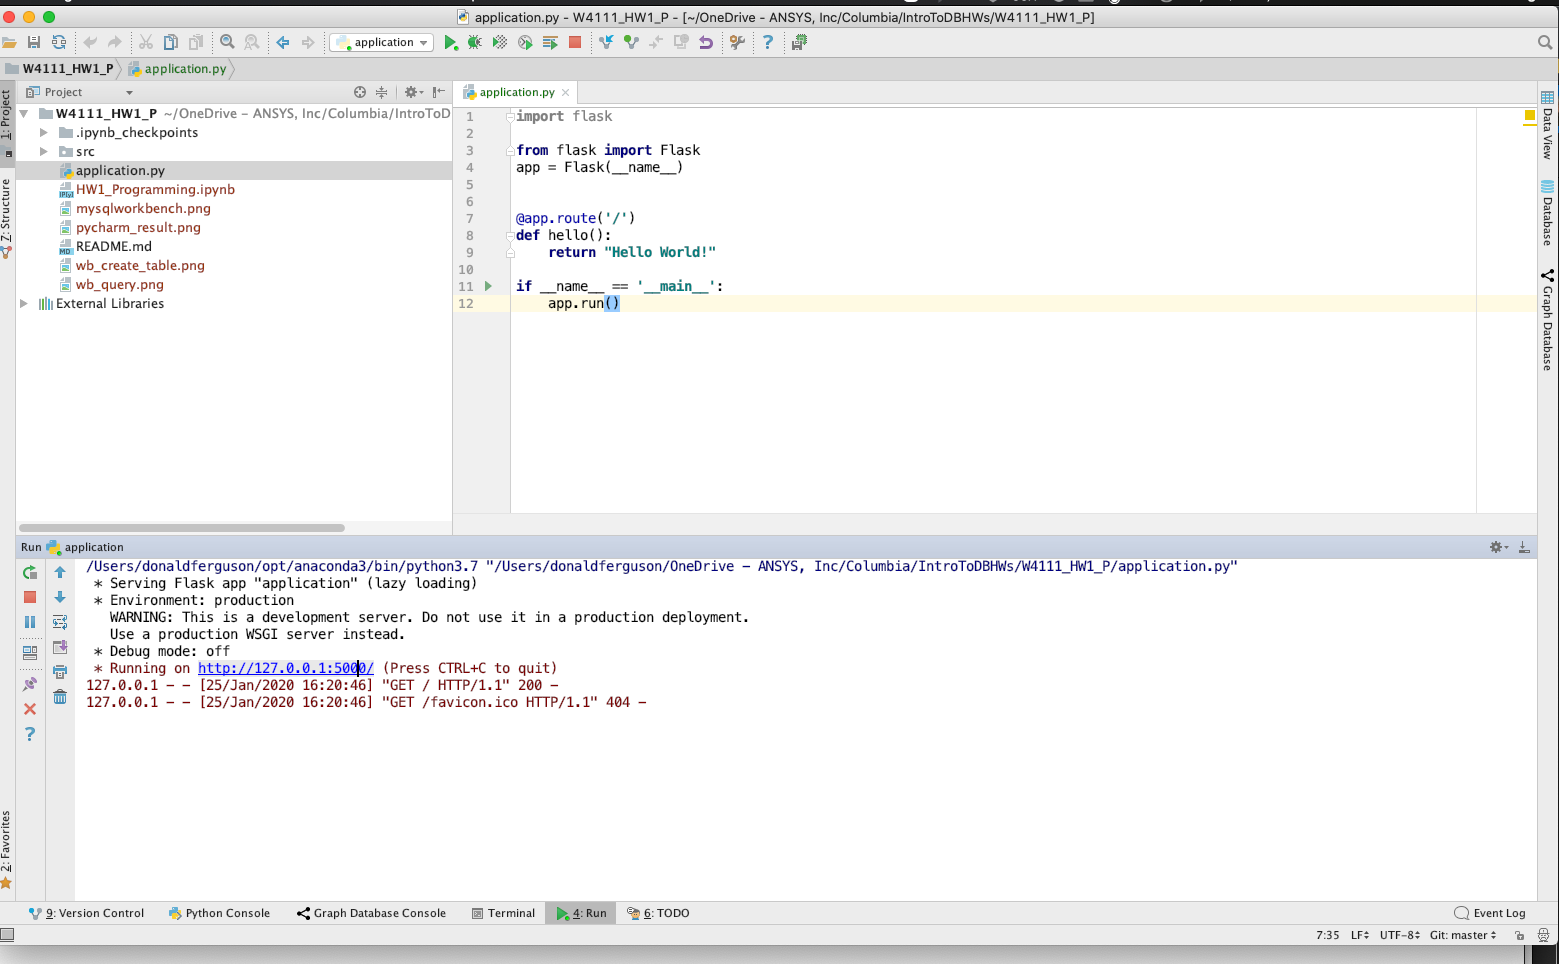 application.py - W4111_HW1_P - [~/OneDrive - ANSYS, Inc/Columbia/IntroToDBHWs/W4111_HW1_P]
application
W4111_HW1_P
application.py
1: Project
Project
application.py
W4111_HW1_P ~/OneDrive - ANSYS, Inc/Columbia/IntroToD
.ipynb_checkpoints
src
application.py
HW1_Programming.ipynb
mysqlworkbench.png
pycharm_result.png
README.md
wb_create_table.png
wb_query.png
External Libraries
7: Structure
1 import flask
2
3 from flask import Flask
4 app = Flask(__name__)
5
6
7 @app.route('/')
8 def hello():
9 return "Hello World!"
10
11 if __name__ == '__main__':
12 app.run()
Data View
Database
Graph Database
Run application
/Users/donaldferguson/opt/anaconda3/bin/python3.7 "/Users/donaldferguson/OneDrive - ANSYS, Inc/Columbia/IntroToDBHWs/W4111_HW1_P/application.py"
* Serving Flask app "application" (lazy loading)
* Environment: production
WARNING: This is a development server. Do not use it in a production deployment.
Use a production WSGI server instead.
* Debug mode: off
* Running on http://127.0.0.1:5000/ (Press CTRL+C to quit)
127.0.0.1 - - [25/Jan/2020 16:20:46] "GET / HTTP/1.1" 200 -
127.0.0.1 - - [25/Jan/2020 16:20:46] "GET /favicon.ico HTTP/1.1" 404 -
2: Favorites
9: Version Control Python Console Graph Database Console Terminal 4: Run 6: TODO Event Log
7:35 LF UTF-8 Git: master